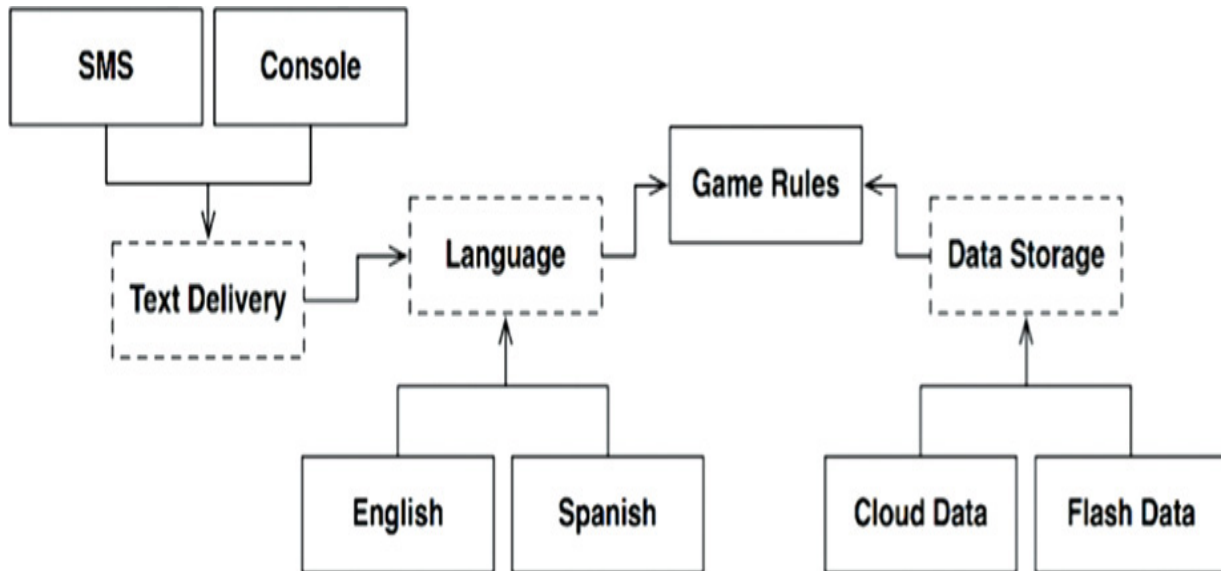 SMS
Console
Game Rules
Language
Data Storage
Text Delivery
English
Spanish
Cloud Data
Flash Data